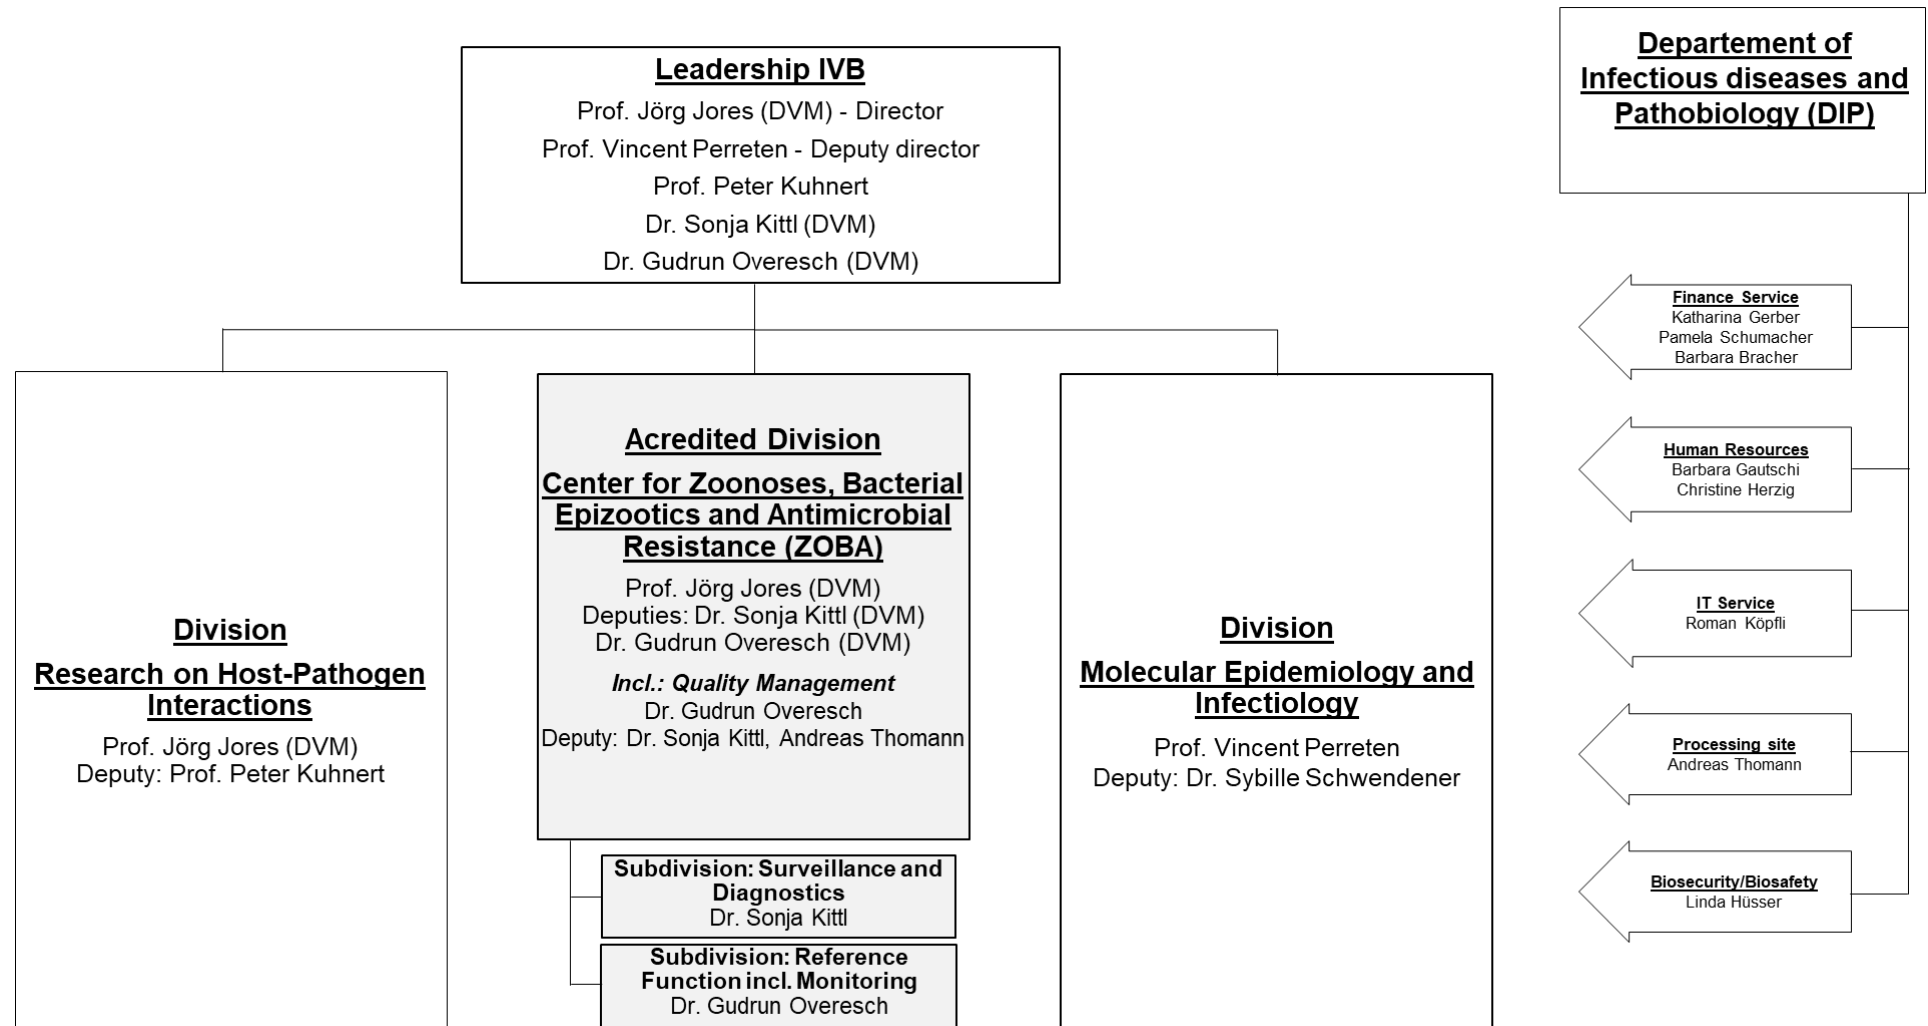 Leadership IVB
Prof. Jörg Jores (DVM) - Director
Prof. Vincent Perreten - Deputy director
Prof. Peter Kuhnert
Dr. Sonja Kittl (DVM)
Dr. Gudrun Overesch (DVM)
Departement of
Infectious diseases and
Pathobiology (DIP)
Division
Research on Host-Pathogen
Interactions
Prof. Jörg Jores (DVM)
Deputy: Prof. Peter Kuhnert
Acredited Division
Center for Zoonoses, Bacterial
Epizootics and Antimicrobial
Resistance (ZOBA)
Prof. Jörg Jores (DVM)
Deputies: Dr. Sonja Kittl (DVM)
Dr. Gudrun Overesch (DVM)
Incl.: Quality Management
Dr. Gudrun Overesch
Deputy: Dr. Sonja Kittl, Andreas Thomann
Subdivision: Surveillance and
Diagnostics
Dr. Sonja Kittl
Subdivision: Reference
Function incl. Monitoring
Dr. Gudrun Overesch
Division
Molecular Epidemiology and
Infectiology
Prof. Vincent Perreten
Deputy: Dr. Sybille Schwendener
Finance Service
Katharina Gerber
Pamela Schumacher
Barbara Bracher
Human Resources
Barbara Gautschi
Christine Herzig
IT Service
Roman Köpfli
Processing site
Andreas Thomann
Biosecurity/Biosafety
Linda Hüsser